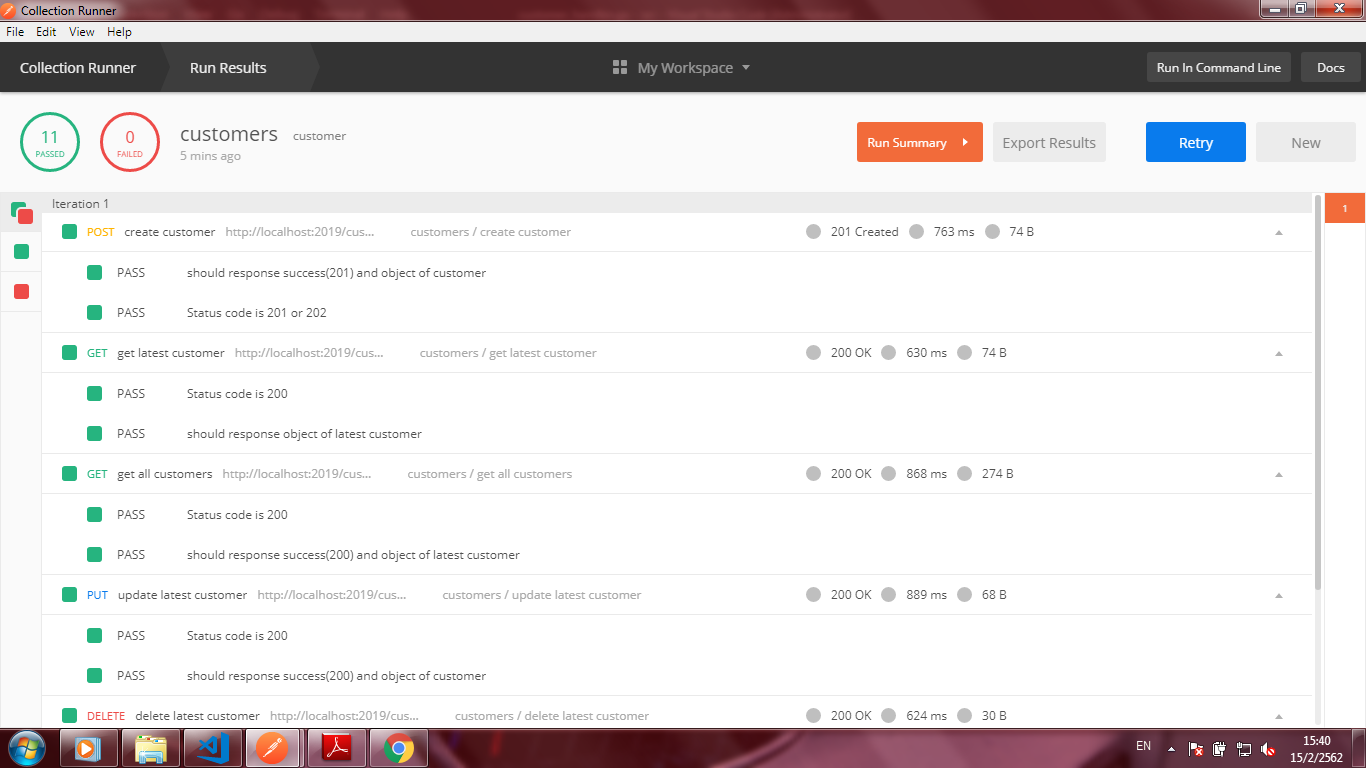 Collection Runner
File Edit View Help
Collection Runner Run Results My Workspace Run In Command Line Docs
11 PASSED 0 FAILED customers customer
5 mins ago
Run Summary Export Results Retry New
Iteration 1
1
POST create customer http://localhost:2019/cus... customers / create customer 201 Created 763 ms 74 B
PASS should response success(201) and object of customer
PASS Status code is 201 or 202
GET get latest customer http://localhost:2019/cus... customers / get latest customer 200 OK 630 ms 74 B
PASS Status code is 200
PASS should response object of latest customer
GET get all customers http://localhost:2019/cus... customers / get all customers 200 OK 868 ms 274 B
PASS Status code is 200
PASS should response success(200) and object of latest customer
PUT update latest customer http://localhost:2019/cus... customers / update latest customer 200 OK 889 ms 68 B
PASS Status code is 200
PASS should response success(200) and object of customer
DELETE delete latest customer http://localhost:2019/cus... customers / delete latest customer 200 OK 624 ms 30 B
EN 15:40
15/2/2562